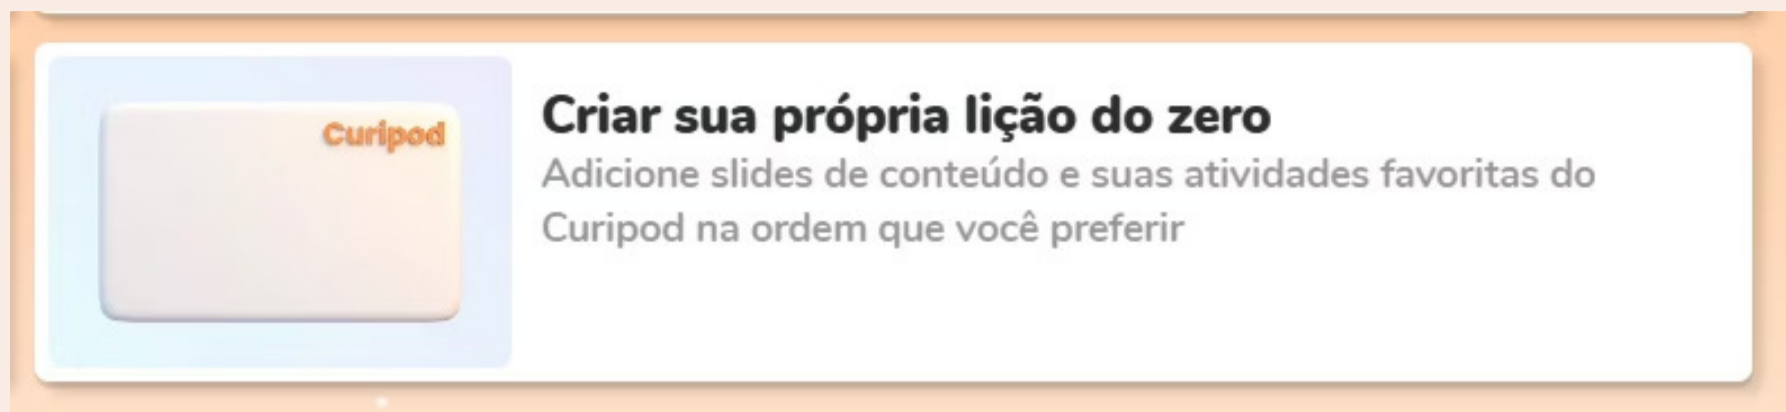 Curipod
Criar sua própria lição do zero
Adicione slides de conteúdo e suas atividades favoritas do
Curipod na ordem que você preferir